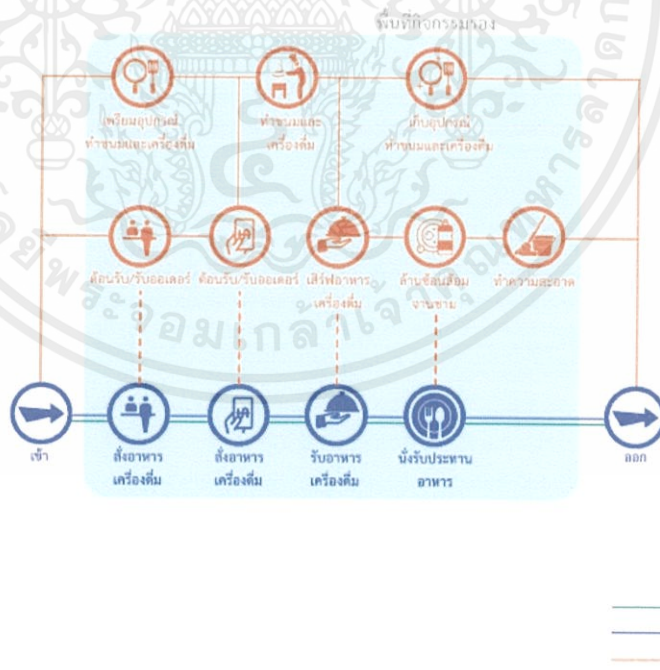 พื้นที่กิจกรรมรอง
เตรียมอุปกรณ์
ทำขนมและเครื่องดื่ม
ทำขนมและ
เครื่องดื่ม
เก็บอุปกรณ์
ทำขนมและเครื่องดื่ม
ต้อนรับ/รับออเดอร์
ต้อนรับ/รับออเดอร์
เสิร์ฟอาหาร
เครื่องดื่ม
ล้านช้อนส้อม
จานชาม
ทำความสะอาด
เข้า
สั่งอาหาร
เครื่องดื่ม
สั่งอาหาร
เครื่องดื่ม
รับอาหาร
เครื่องดื่ม
นั่งรับประทาน
อาหาร
ออก